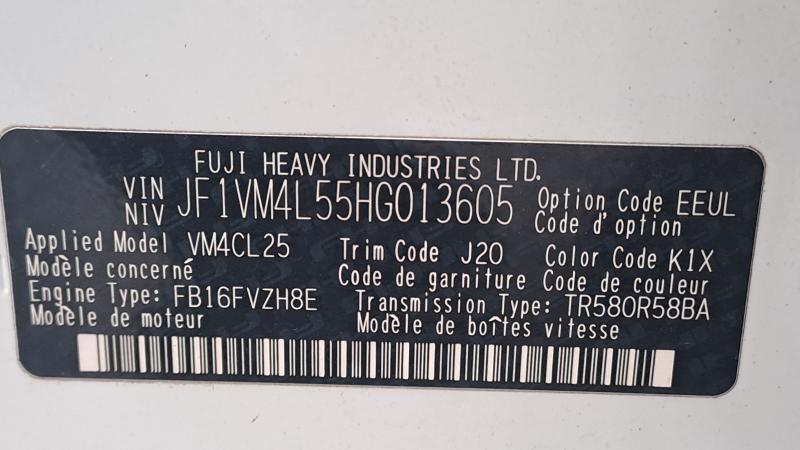 FUJI HEAVY INDUSTRIES LTD.
VIN NIV JF1VM4L55HG013605 Option Code EEUL
Code d'option
Applied Model VM4CL25 Trim Code J20 Color Code K1X
Modèle concerné Code de garniture Code de couleur
Engine Type: FB16FVZH8E Transmission Type: TR580R58BA
Modèle de moteur Modèle de boîtes vitesse